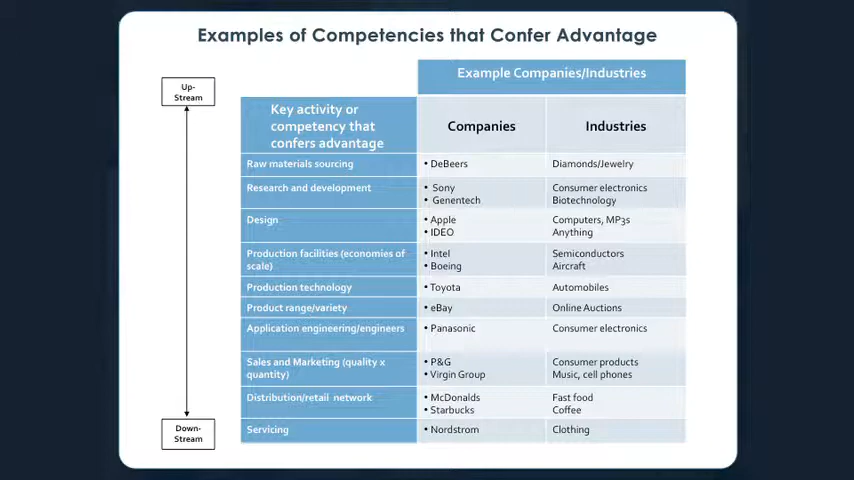 Examples of Competencies that Confer Advantage
Up-
Stream
Example Companies/Industries
Key activity or
competency that
confers advantage
Companies
Industries
Raw materials sourcing
• DeBeers
Diamonds/Jewelry
Research and development
• Sony
• Genentech
Consumer electronics
Biotechnology
Design
• Apple
• IDEO
Computers, MP3s
Anything
Production facilities (economies of
scale)
• Intel
• Boeing
Semiconductors
Aircraft
Production technology
• Toyota
Automobiles
Product range/variety
• eBay
Online Auctions
Application engineering/engineers
• Panasonic
Consumer electronics
Sales and Marketing (quality x
quantity)
• P&G
• Virgin Group
Consumer products
Music, cell phones
Distribution/retail network
• McDonalds
• Starbucks
Fast food
Coffee
Servicing
• Nordstrom
Clothing
Down-
Stream